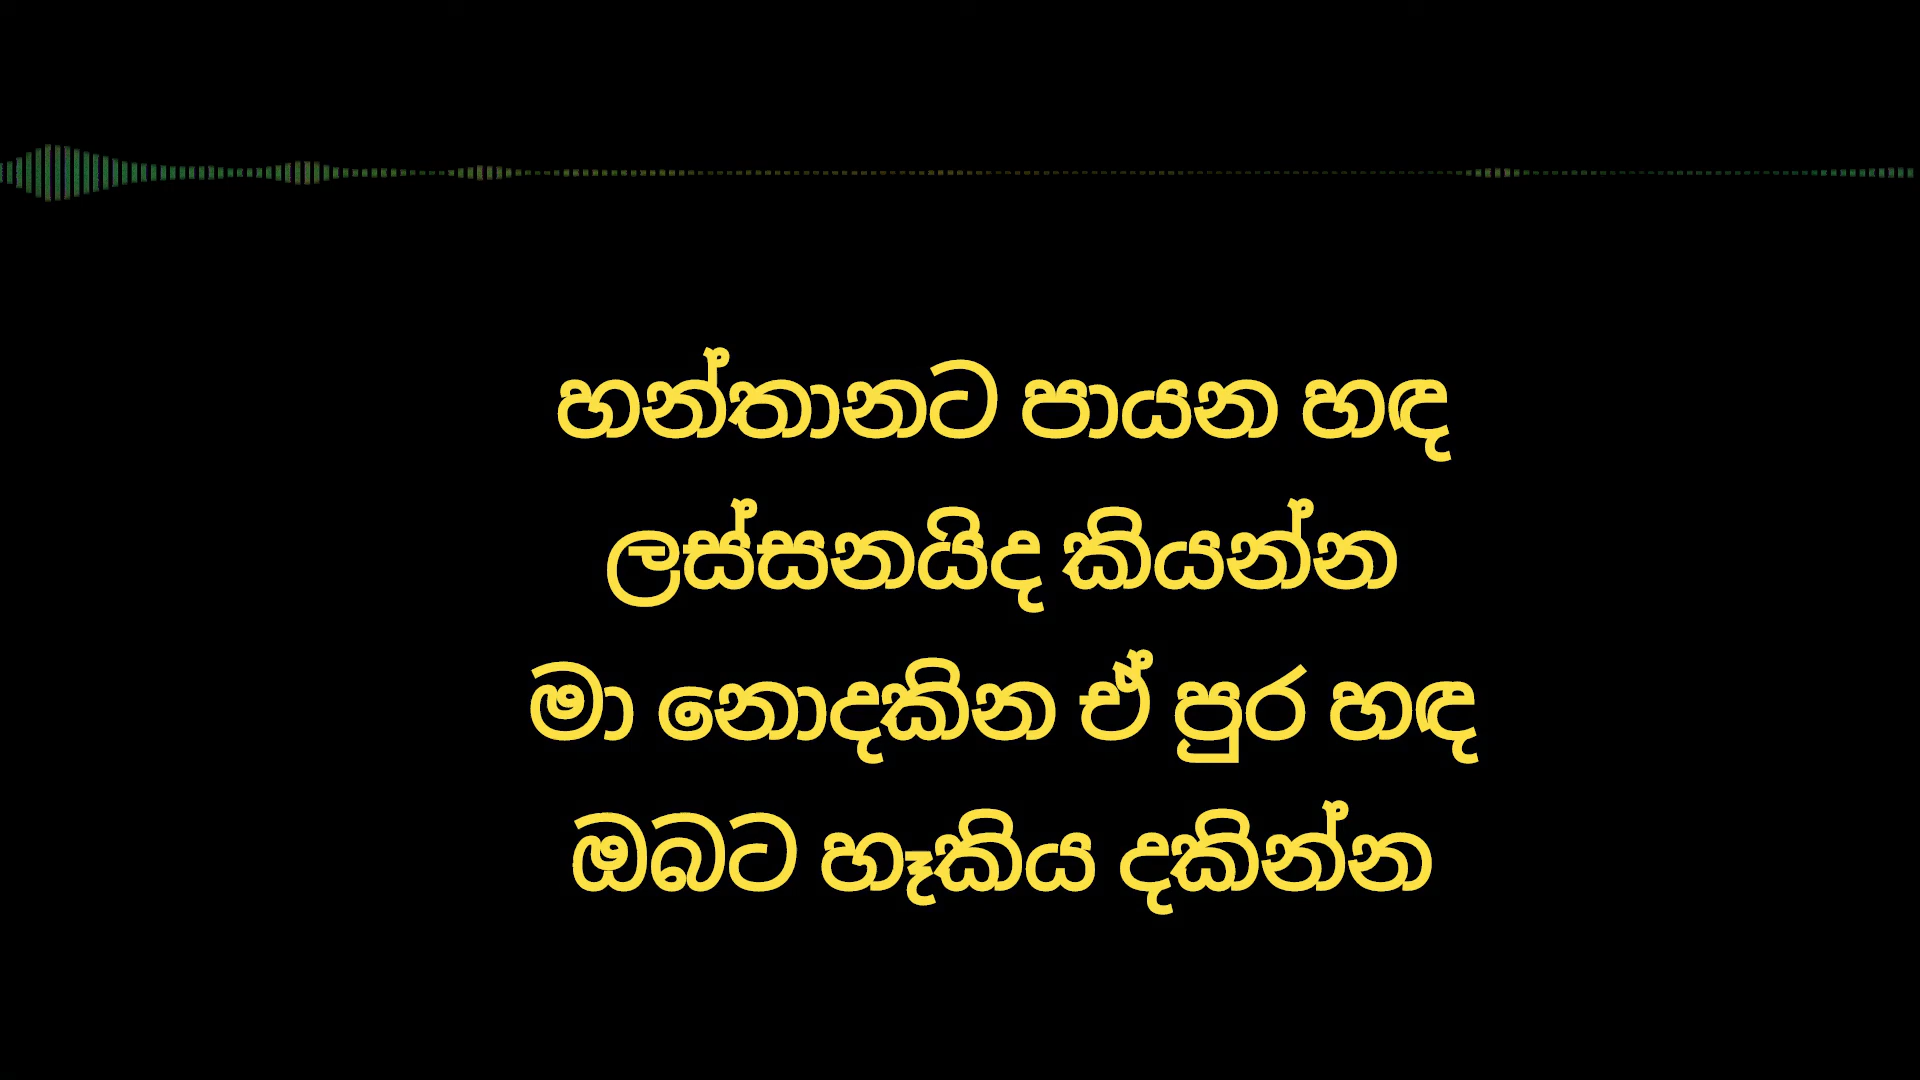 හන්තානට පායන හඳ
ලස්සනයිද කියන්න
මා නොදකින ඒ පුර හඳ
ඔබට හැකිය දකින්න